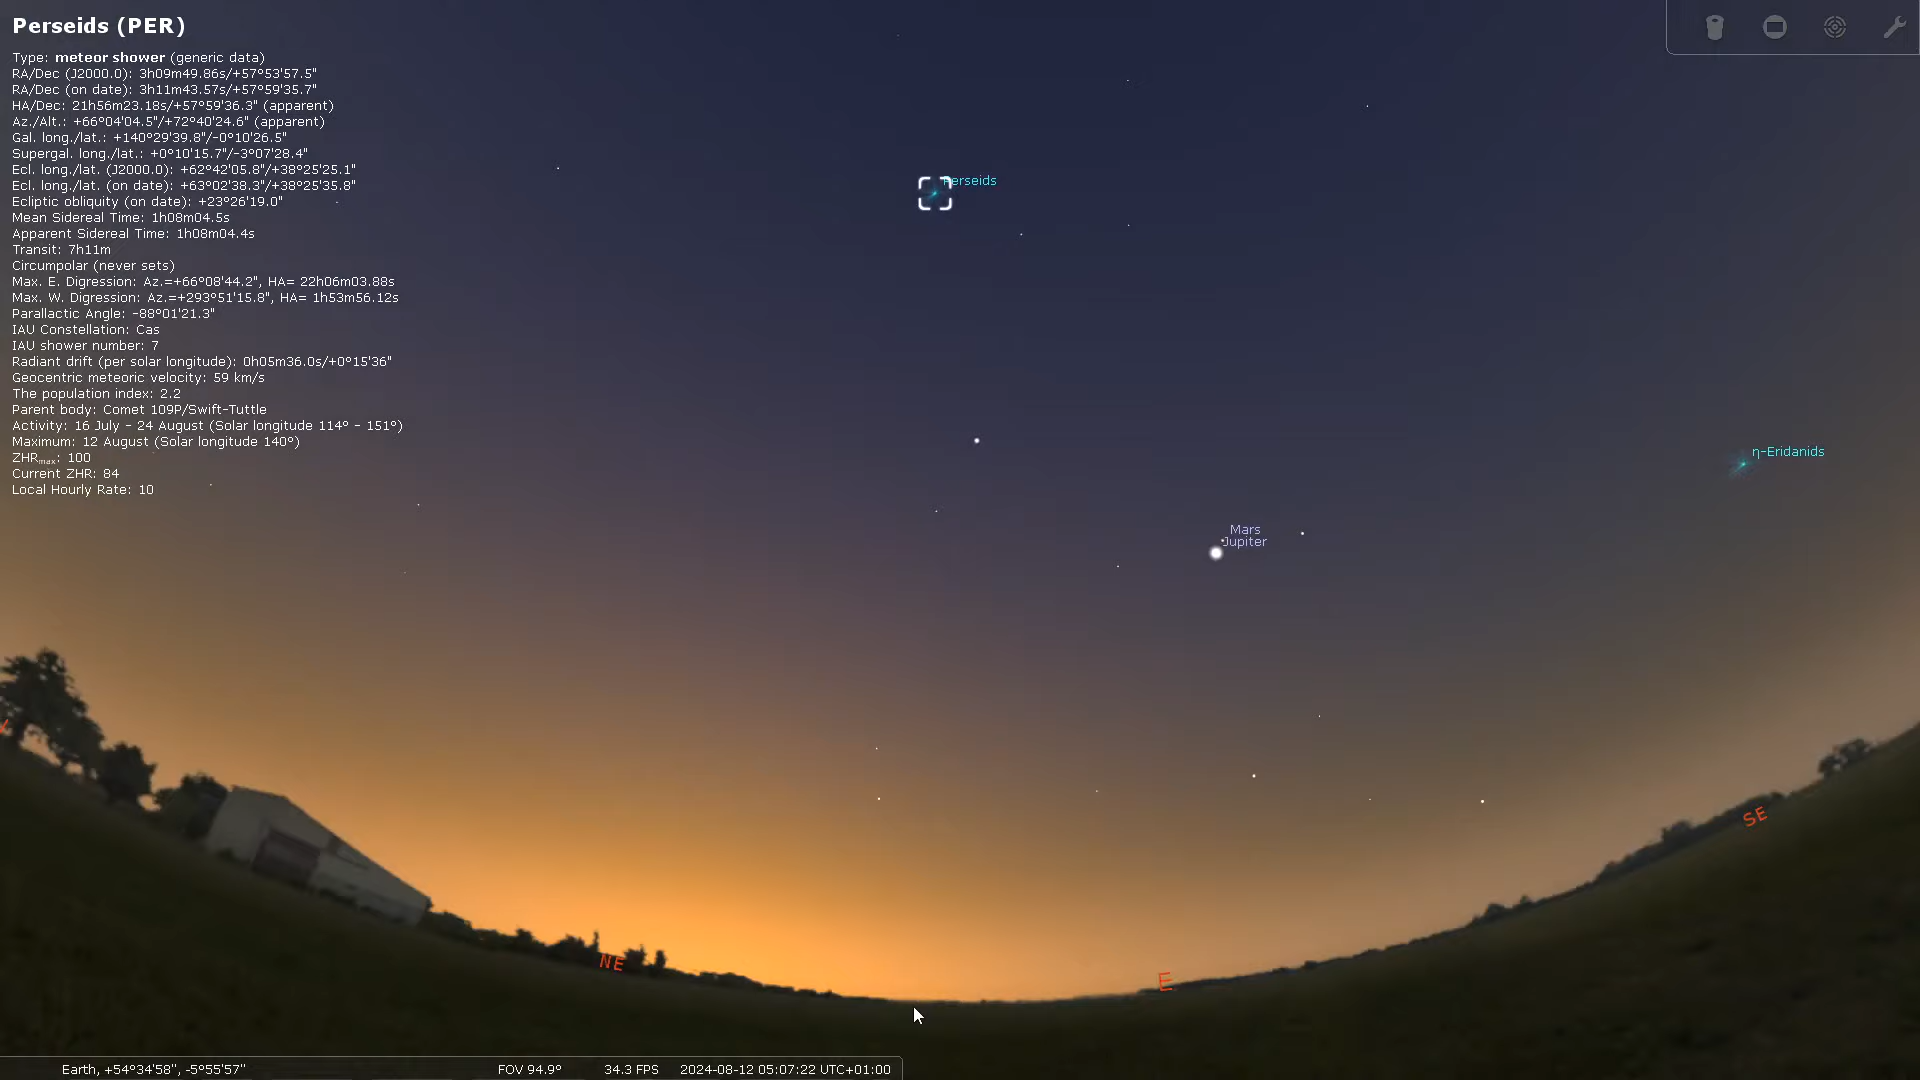 Perseids (PER)
Type: meteor shower (generic data)
RA/Dec (J2000.0): 3h09m49.86s/+57°53'57.5"
RA/Dec (on date): 3h11m43.57s/+57°59'35.7"
HA/Dec: 21h56m23.18s/+57°59'36.3" (apparent)
Az./Alt.: +66°04'04.5"/+72°40'24.6" (apparent)
Gal. long./lat.: +140°29'39.8"/-0°10'26.5"
Supergal. long./lat.: +0°10'15.7"/-3°07'28.4"
Ecl. long./lat. (J2000.0): +62°42'05.8"/+38°25'25.1"
Ecl. long./lat. (on date): +63°02'38.3"/+38°25'35.8"
Ecliptic obliquity (on date): +23°26'19.0"
Mean Sidereal Time: 1h08m04.5s
Apparent Sidereal Time: 1h08m04.4s
Transit: 7h11m
Circumpolar (never sets)
Max. E. Digression: Az.=+66°08'44.2", HA= 22h06m03.88s
Max. W. Digression: Az.=+293°51'15.8", HA= 1h53m56.12s
Parallactic Angle: -88°01'21.3"
IAU Constellation: Cas
IAU shower number: 7
Radiant drift (per solar longitude): 0h05m36.0s/+0°15'36"
Geocentric meteoric velocity: 59 km/s
The population index: 2.2
Parent body: Comet 109P/Swift-Tuttle
Activity: 16 July - 24 August (Solar longitude 114° - 151°)
Maximum: 12 August (Solar longitude 140°)
ZHRmax: 100
Current ZHR: 84
Local Hourly Rate: 10
Perseids
η-Eridanids
Mars
Jupiter
SE
NE
E
Earth, +54°34'58", -5°55'57" FOV 94.9° 34.3 FPS 2024-08-12 05:07:22 UTC+01:00